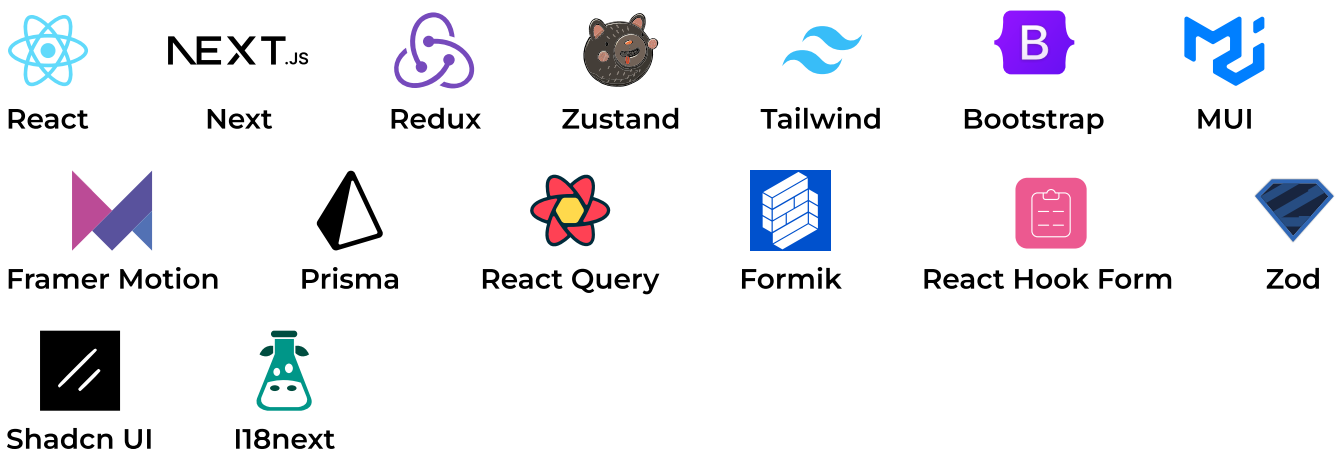 NEXT.JS
B
React Next Redux Zustand Tailwind Bootstrap MUI
Framer Motion Prisma React Query Formik React Hook Form Zod
Shadcn UI I18next